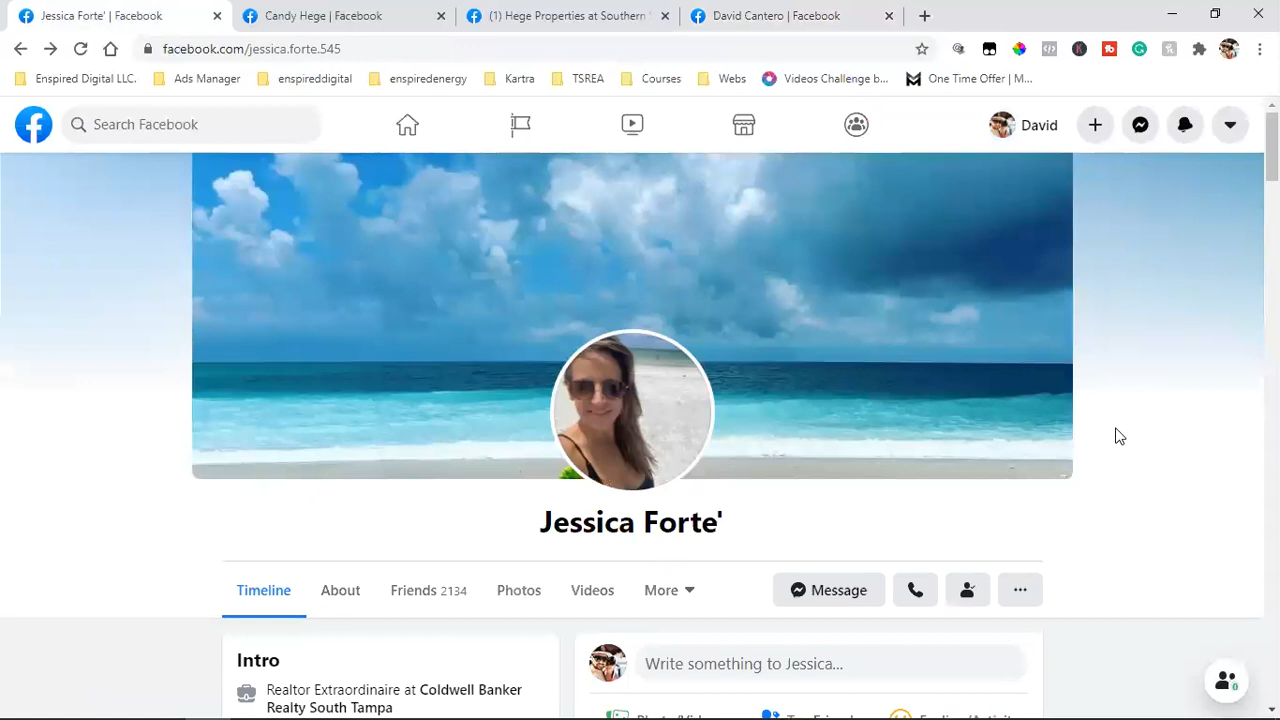 Jessica Forte' | Facebook
Candy Hege | Facebook
(1) Hege Properties at Southern
David Cantero | Facebook
facebook.com/jessica.forte.545
Enspired Digital LLC.
Ads Manager
enspireddigital
enspiredenergy
Kartra
TSREA
Courses
Webs
Videos Challenge b...
One Time Offer | M...
Search Facebook
David
Jessica Forte'
Timeline
About
Friends 2134
Photos
Videos
More
Message
Intro
Write something to Jessica...
Realtor Extraordinaire at Coldwell Banker
Realty South Tampa